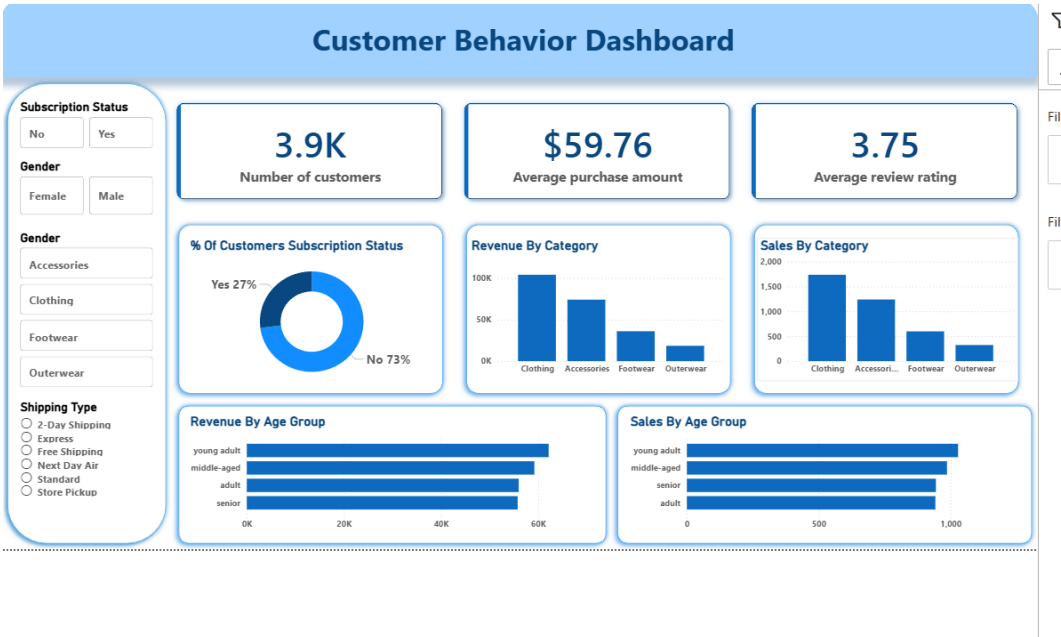 Customer Behavior Dashboard
Subscription Status
No Yes
Gender
Female Male
Gender
Accessories
Clothing
Footwear
Outerwear
Shipping Type
2-Day Shipping
Express
Free Shipping
Next Day Air
Standard
Store Pickup
3.9K
Number of customers
$59.76
Average purchase amount
3.75
Average review rating
% Of Customers Subscription Status
Yes 27%
No 73%
Revenue By Category
100K
50K
0K
Clothing Accessories Footwear Outerwear
Sales By Category
2,000
1,500
1,000
500
0
Clothing Accessori... Footwear Outerwear
Revenue By Age Group
young adult
middle-aged
adult
senior
0K 20K 40K 60K
Sales By Age Group
young adult
middle-aged
senior
adult
0 500 1,000
Fil
Fil